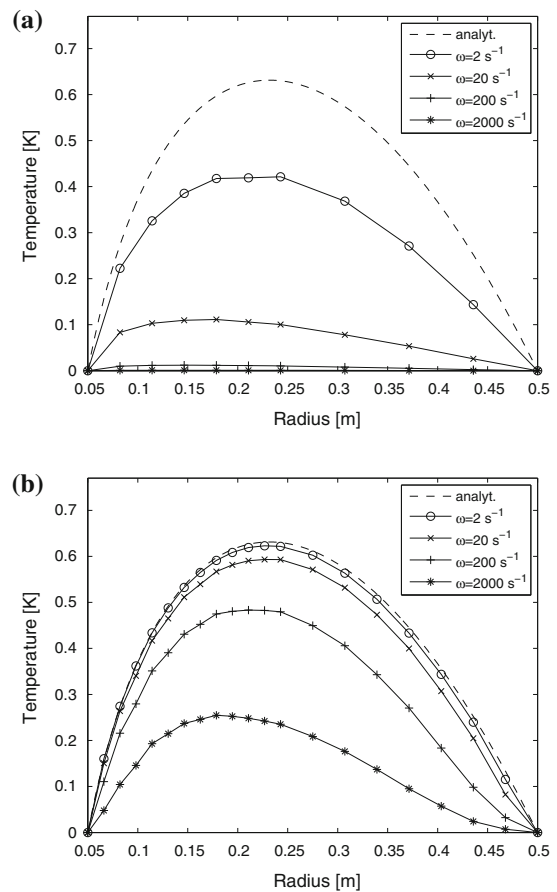 (a)
0.7
0.6
0.5
0.4
0.3
0.2
0.1
0
Temperature [K]
analyt.
ω=2 s⁻¹
ω=20 s⁻¹
ω=200 s⁻¹
ω=2000 s⁻¹
0.05 0.1 0.15 0.2 0.25 0.3 0.35 0.4 0.45 0.5
Radius [m]
(b)
0.7
0.6
0.5
0.4
0.3
0.2
0.1
0
Temperature [K]
analyt.
ω=2 s⁻¹
ω=20 s⁻¹
ω=200 s⁻¹
ω=2000 s⁻¹
0.05 0.1 0.15 0.2 0.25 0.3 0.35 0.4 0.45 0.5
Radius [m]